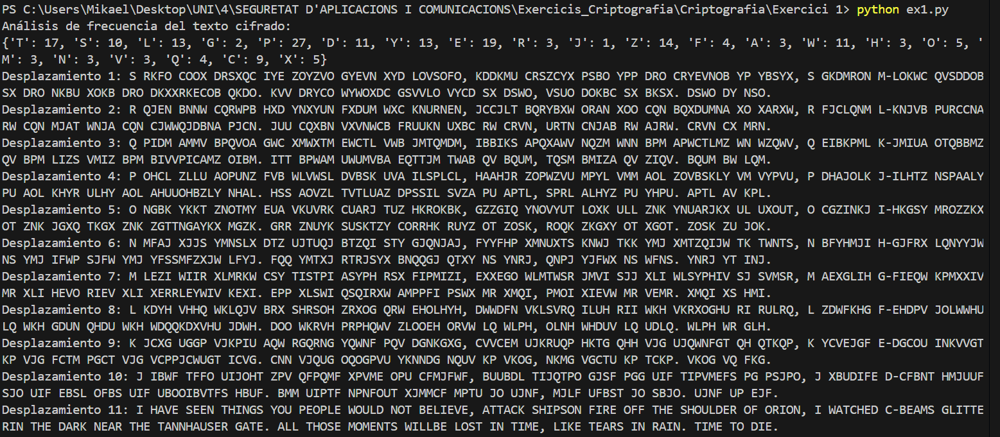 PS C:\Users\Mikael\Desktop\UNI\4\SEGURETAT D'APLICACIONS I COMUNICACIONS\Exercicis_Criptografia\Criptografia\Exercici 1> python ex1.py
Análisis de frecuencia del texto cifrado:
{'T': 17, 'S': 10, 'L': 13, 'G': 2, 'P': 27, 'D': 11, 'Y': 13, 'E': 19, 'R': 3, 'J': 1, 'Z': 14, 'F': 4, 'A': 3, 'W': 11, 'H': 3, 'O': 5, '
M': 3, 'N': 3, 'V': 3, 'Q': 4, 'C': 9, 'X': 5}
Desplazamiento 1: S RKFO COOX DRSXQC IYE ZOYZVO GYEVN XYD LOVSOFO, KDDKMU CRSZCYX PSBO YPP DRO CRYEVNOB YP YBSYX, S GKDMRON M-LOKWC QVSDDOB
SX DRO NKBU XOKB DRO DKXXRKECOB QKDO. KVV DRYCO WYWOXDC GSVVLO VYCD SX DSWO, VSUO DOKBC SX BKSX. DSWO DY NSO.
Desplazamiento 2: R QJEN BNNW CQRWPB HXD YNXYUN FXDUM WXC KNURNEN, JCCJLT BQRYBXW ORAN XOO CQN BQXDUMNA XO XARXW, R FJCLQNM L-KNJVB PURCCNA
RW CQN MJAT WNJA CQN CJWWQJDBNA PJCN. JUU CQXBN VXVNWCB FRUUKN UXBC RW CRVN, URTN CNJAB RW AJRW. CRVN CX MRN.
Desplazamiento 3: Q PIDM AMMV BPQVOA GWC XMWXTM EWCTL VWB JMTQMDM, IBBIKS APQXAWV NQZM WNN BPM APWCTLMZ WN WZQWV, Q EIBKPML K-JMIUA OTQBBMZ
QV BPM LIZS VMIZ BPM BIVVPICAMZ OIBM. ITT BPWAM UWUMVBA EQTTJM TWAB QV BQUM, TQSM BMIZA QV ZIQV. BQUM BW LQM.
Desplazamiento 4: P OHCL ZLLU AOPUNZ FVB WLVWSL DVBSK UVA ILSPLCL, HAAHJR ZOPWZVU MPYL VMM AOL ZOVBSKLY VM VYPVU, P DHAJOLK J-ILHTZ NSPAALY
PU AOL KHYR ULHY AOL AHUUOHBZLY NHAL. HSS AOVZL TVTLUAZ DPSSIL SVZA PU APTL, SPRL ALHYZ PU YHPU. APTL AV KPL.
Desplazamiento 5: O NGBK YKKT ZNOTMY EUA VKUVRK CUARJ TUZ HKROKBK, GZZGIQ YNOVYUT LOXK ULL ZNK YNUARJKX UL UXOUT, O CGZINKJ I-HKGSY MROZZKX
OT ZNK JGXQ TKGX ZNK ZGTTNGAYKX MGZK. GRR ZNUYK SUSKTZY CORRHK RUYZ OT ZOSK, ROQK ZKGXY OT XGOT. ZOSK ZU JOK.
Desplazamiento 6: N MFAJ XJJS YMNSLX DTZ UJTUQJ BTZQI STY GJQNJAJ, FYYFHP XMNUXTS KNWJ TKK YMJ XMTZQIJW TK TWNTS, N BFYHMJI H-GJFRX LQNYYJW
NS YMJ IFWP SJFW YMJ YFSSMFZXJW LFYJ. FQQ YMTXJ RTRJSYX BNQQGJ QTXY NS YNRJ, QNPJ YJFWX NS WFNS. YNRJ YT INJ.
Desplazamiento 7: M LEZI WIIR XLMRKW CSY TISTPI ASYPH RSX FIPMIZI, EXXEGO WLMTWSR JMVI SJJ XLI WLSYPHIV SJ SVMSR, M AEXGLIH G-FIEQW KPMXXIV
MR XLI HEVO RIEV XLI XERRLEYWIV KEXI. EPP XLSWI QSQIRXW AMPPFI PSWX MR XMQI, PMOI XIEVW MR VEMR. XMQI XS HMI.
Desplazamiento 8: L KDYH VHHQ WKLQJV BRX SHRSOH ZRXOG QRW EHOLHYH, DWWDFN VKLSVRQ ILUH RII WKH VKRXOGHU RI RULRQ, L ZDWFKHG F-EHDPV JOLWWHU
LQ WKH GDUN QHDU WKH WDQQKDXVHU JDWH. DOO WKRVH PRPHQWV ZLOOEH ORVW LQ WLPH, OLNH WHDUV LQ UDLQ. WLPH WR GLH.
Desplazamiento 9: K JCXG UGGP VJKPIU AQW RGQRNG YQWNF PQV DGNKGXG, CVVCEM UJKRUQP HKTG QHH VJG UJQWNFGT QH QTKQP, K YCVEJGF E-DGCOU INKVVGT
KP VJG FCTM PGCT VJG VCPPJCWUGT ICVG. CNN VJQUG OQOGPVU YKNNDG NQUV KP VKOG, NKMG VGCTU KP TCKP. VKOG VQ FKG.
Desplazamiento 10: J IBWF TFFO UIJOHT ZPV QFPQMF XPVME OPU CFMJFWF, BUUBDL TIJQTPO GJSF PGG UIF TIPVMEFS PG PSJPO, J XBUDIFE D-CFBNT HMJUUF
SJO UIF EBSL OFBS UIF UBOOIBVTFS HBUF. BMM UIPTF NPNFOUT XJMMCF MPTU JO UJNF, MJLF UFBST JO SBJO. UJNF UP EJF.
Desplazamiento 11: I HAVE SEEN THINGS YOU PEOPLE WOULD NOT BELIEVE, ATTACK SHIPSON FIRE OFF THE SHOULDER OF ORION, I WATCHED C-BEAMS GLITTE
RIN THE DARK NEAR THE TANNHAUSER GATE. ALL THOSE MOMENTS WILLBE LOST IN TIME, LIKE TEARS IN RAIN. TIME TO DIE.